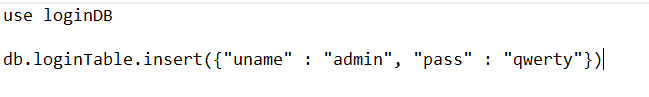 use loginDB
db.loginTable.insert({"uname" : "admin", "pass" : "qwerty"})